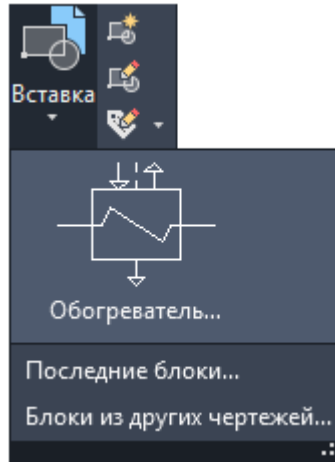 Вставка
Обогреватель...
Последние блоки...
Блоки из других чертежей...